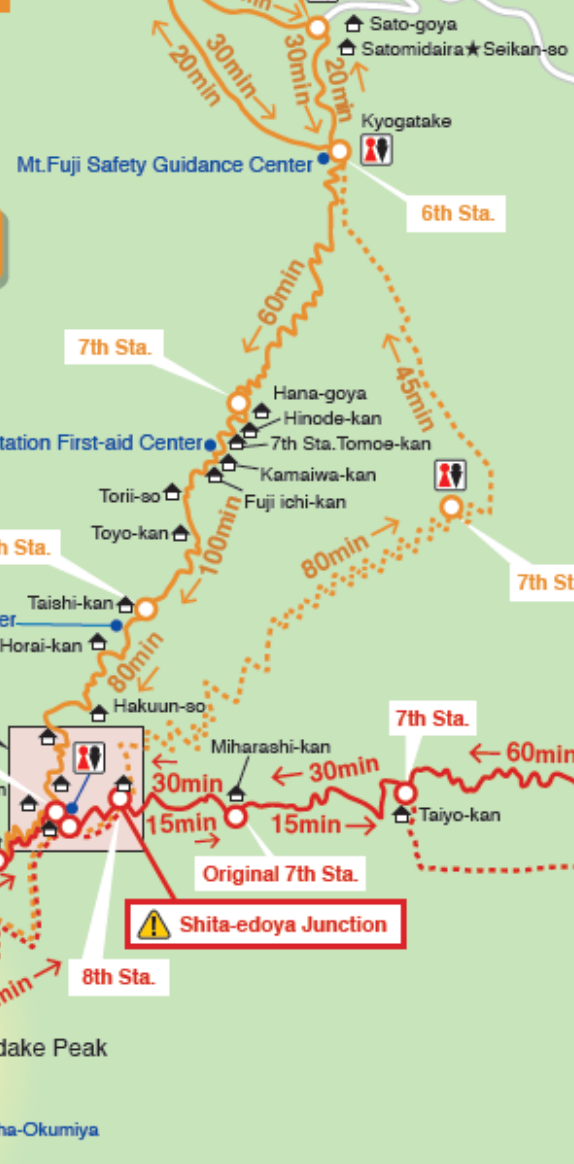 Sato-goya
Satomidaira★Seikan-so
30min
20min
30min
20min
Kyogatake
Mt.Fuji Safety Guidance Center
6th Sta.
60min
7th Sta.
45min
Hana-goya
Hinode-kan
7th Sta.Tomoe-kan
Kamaiwa-kan
Fuji ichi-kan
tation First-aid Center
Torii-so
Toyo-kan
100min
80min
h Sta.
7th St
Taishi-kan
er
Horai-kan
80min
Hakuun-so
7th Sta.
Miharashi-kan
60min
30min
30min
15min
15min
Taiyo-kan
Original 7th Sta.
Shita-edoya Junction
8th Sta.
min
dake Peak
ha-Okumiya